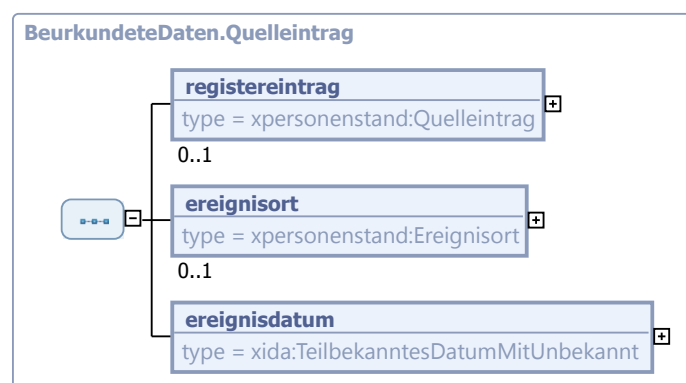 BeurkundeteDaten.Quelleintrag
registereintrag
type = xpersonenstand:Quelleintrag
0..1
ereignisort
type = xpersonenstand:Ereignisort
0..1
ereignisdatum
type = xida:TeilbekanntesDatumMitUnbekannt